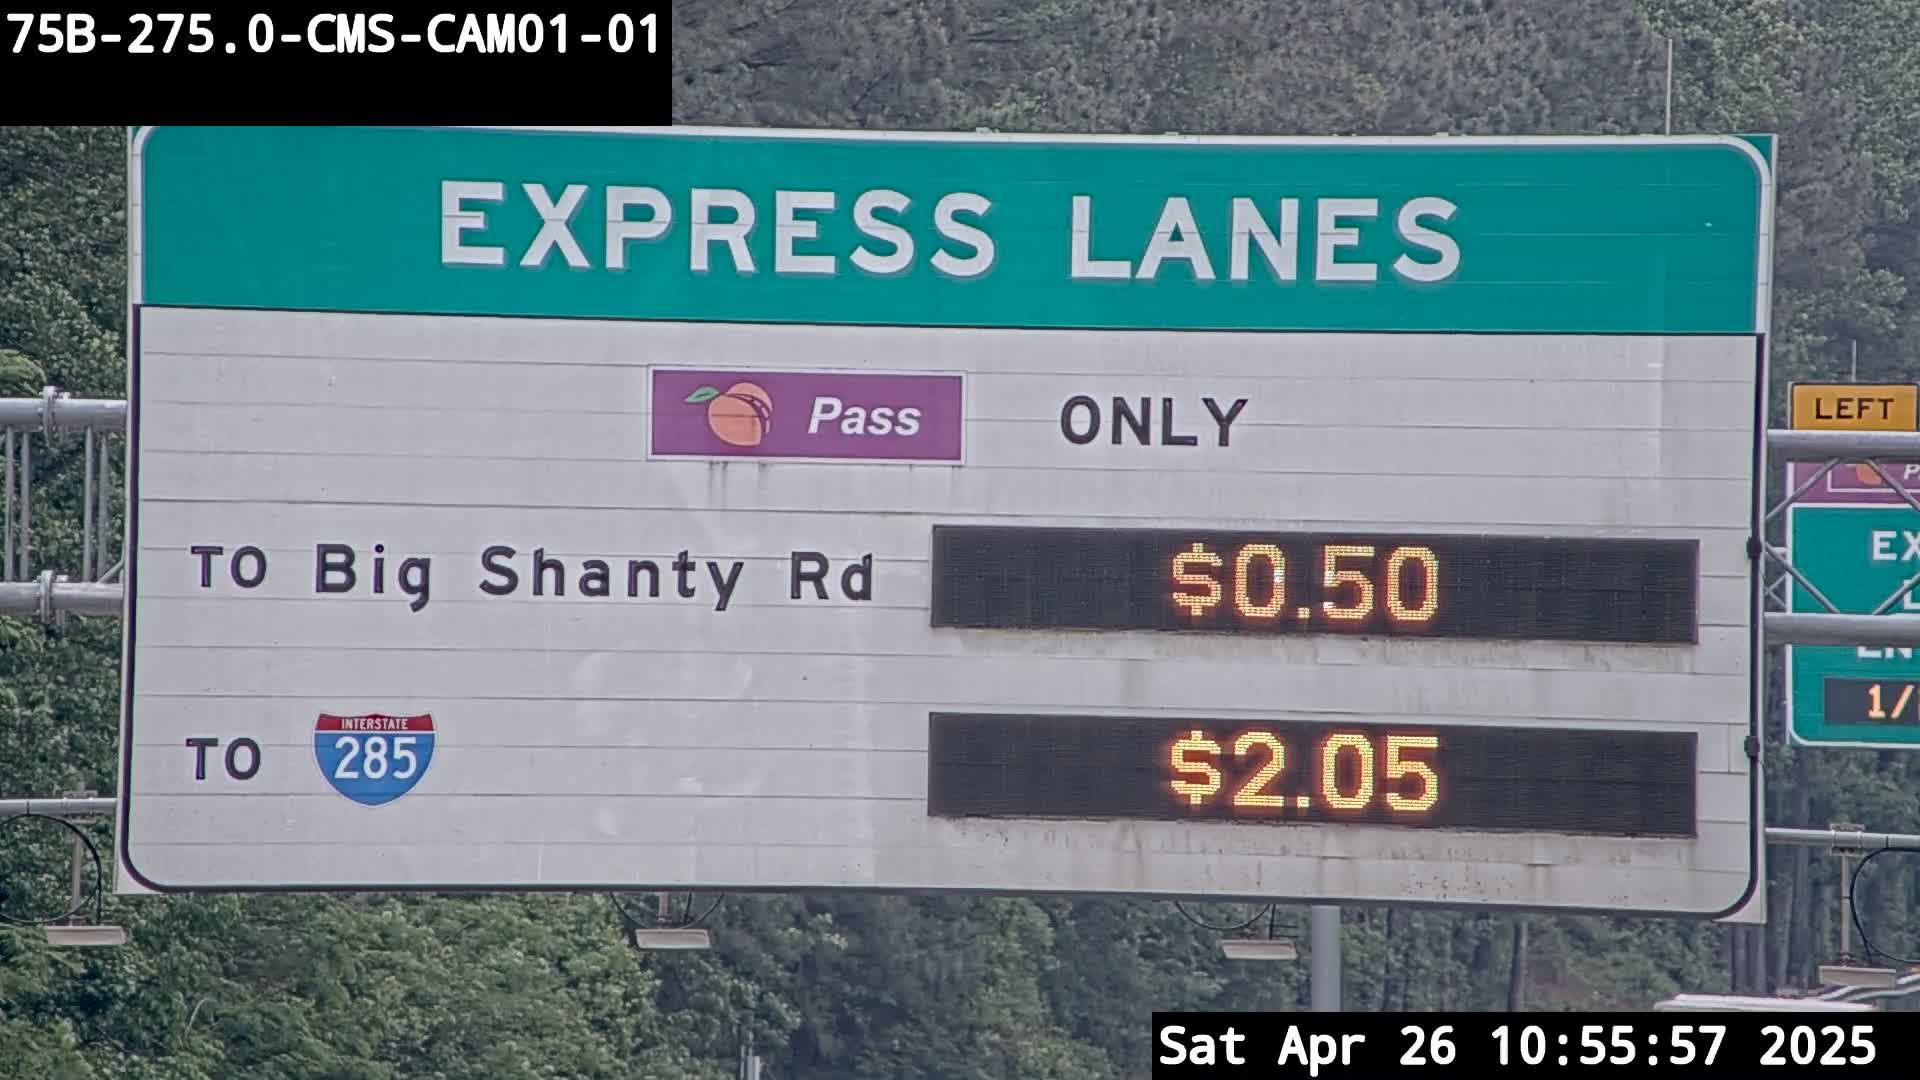 75B-275.0-CMS-CAM01-01
EXPRESS LANES
Pass ONLY
TO Big Shanty Rd $0.50
TO INTERSTATE 285 $2.05
LEFT
Sat Apr 26 10:55:57 2025